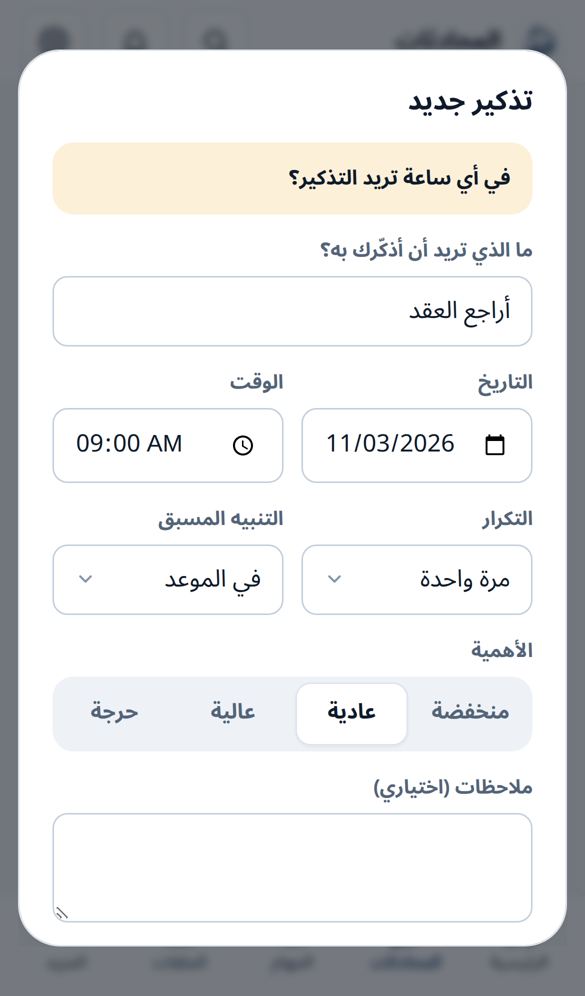 المحادثات
تذكير جديد
في أي ساعة تريد التذكير؟
ما الذي تريد أن أذكّرك به؟
أراجع العقد
التاريخ
الوقت
11/03/2026
09:00 AM
التكرار
التنبيه المسبق
مرة واحدة
في الموعد
الأهمية
منخفضة
عادية
عالية
حرجة
ملاحظات (اختياري)